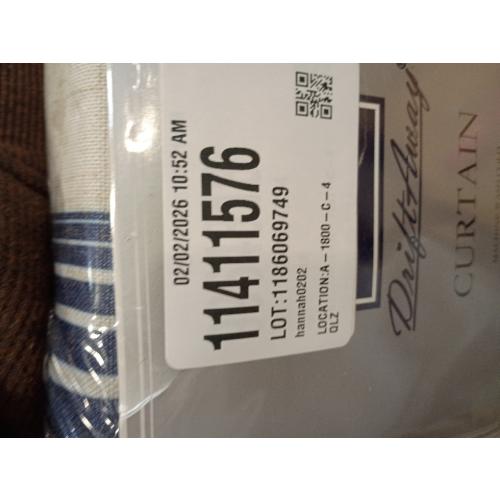 02/02/2026 10:52 AM
11411576
LOT:1186069749
hannah0202
LOCATION:A-1800-C-4
QLZ
DriftAway®
CURTAIN